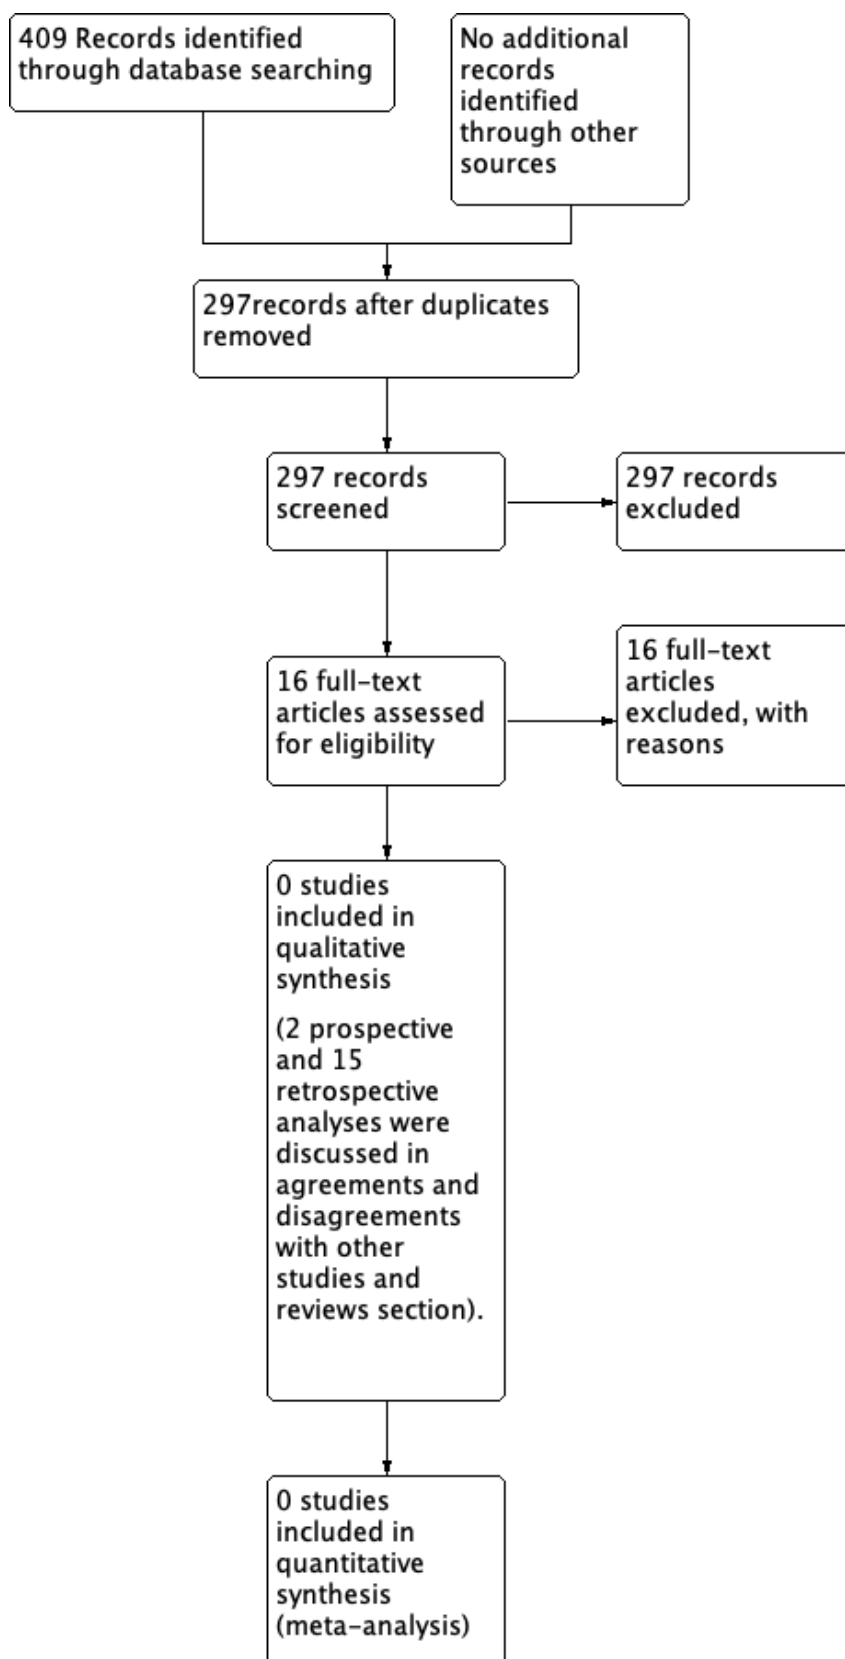 409 Records identified
through database searching
No additional
records
identified
through other
sources
297records after duplicates
removed
297 records
screened
297 records
excluded
16 full-text
articles assessed
for eligibility
16 full-text
articles
excluded, with
reasons
0 studies
included in
qualitative
synthesis
(2 prospective
and 15
retrospective
analyses were
discussed in
agreements and
disagreements
with other
studies and
reviews section).
0 studies
included in
quantitative
synthesis
(meta-analysis)